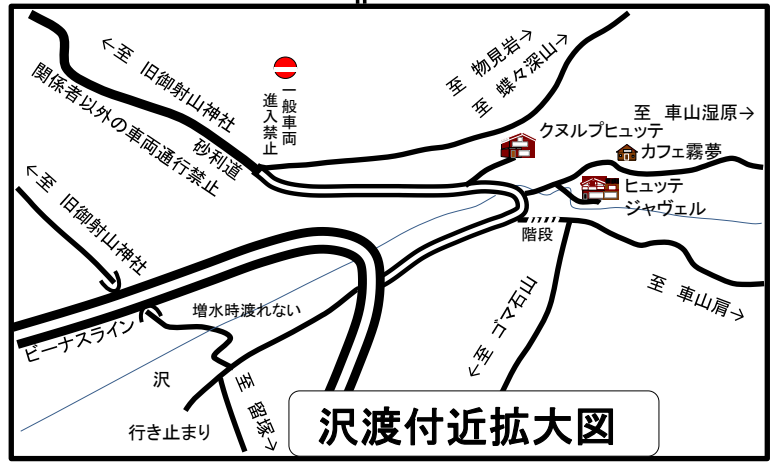 ←至 旧御射山神社
関係者以外の車両通行禁止
砂利道
一般車両
進入禁止
至 物見岩→
至 蝶々深山→
クヌルプヒュッテ
至 車山湿原→
カフェ霧夢
ヒュッテ
ジャヴェル
階段
←至 旧御射山神社
ビーナスライン
増水時渡れない
沢
行き止まり
至 留塚→
←至 ゴマ石山
至 車山肩→
沢渡付近拡大図